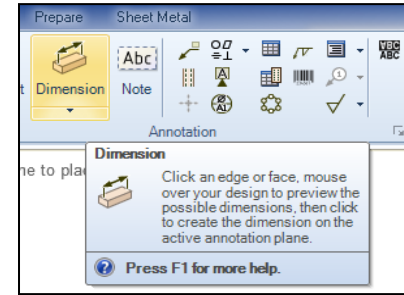 Prepare Sheet Metal
Abc
VBC
ABC
t Dimension Note
Annotation
ne to pla
Dimension
Click an edge or face, mouse
over your design to preview the
possible dimensions, then click
to create the dimension on the
active annotation plane.
Press F1 for more help.